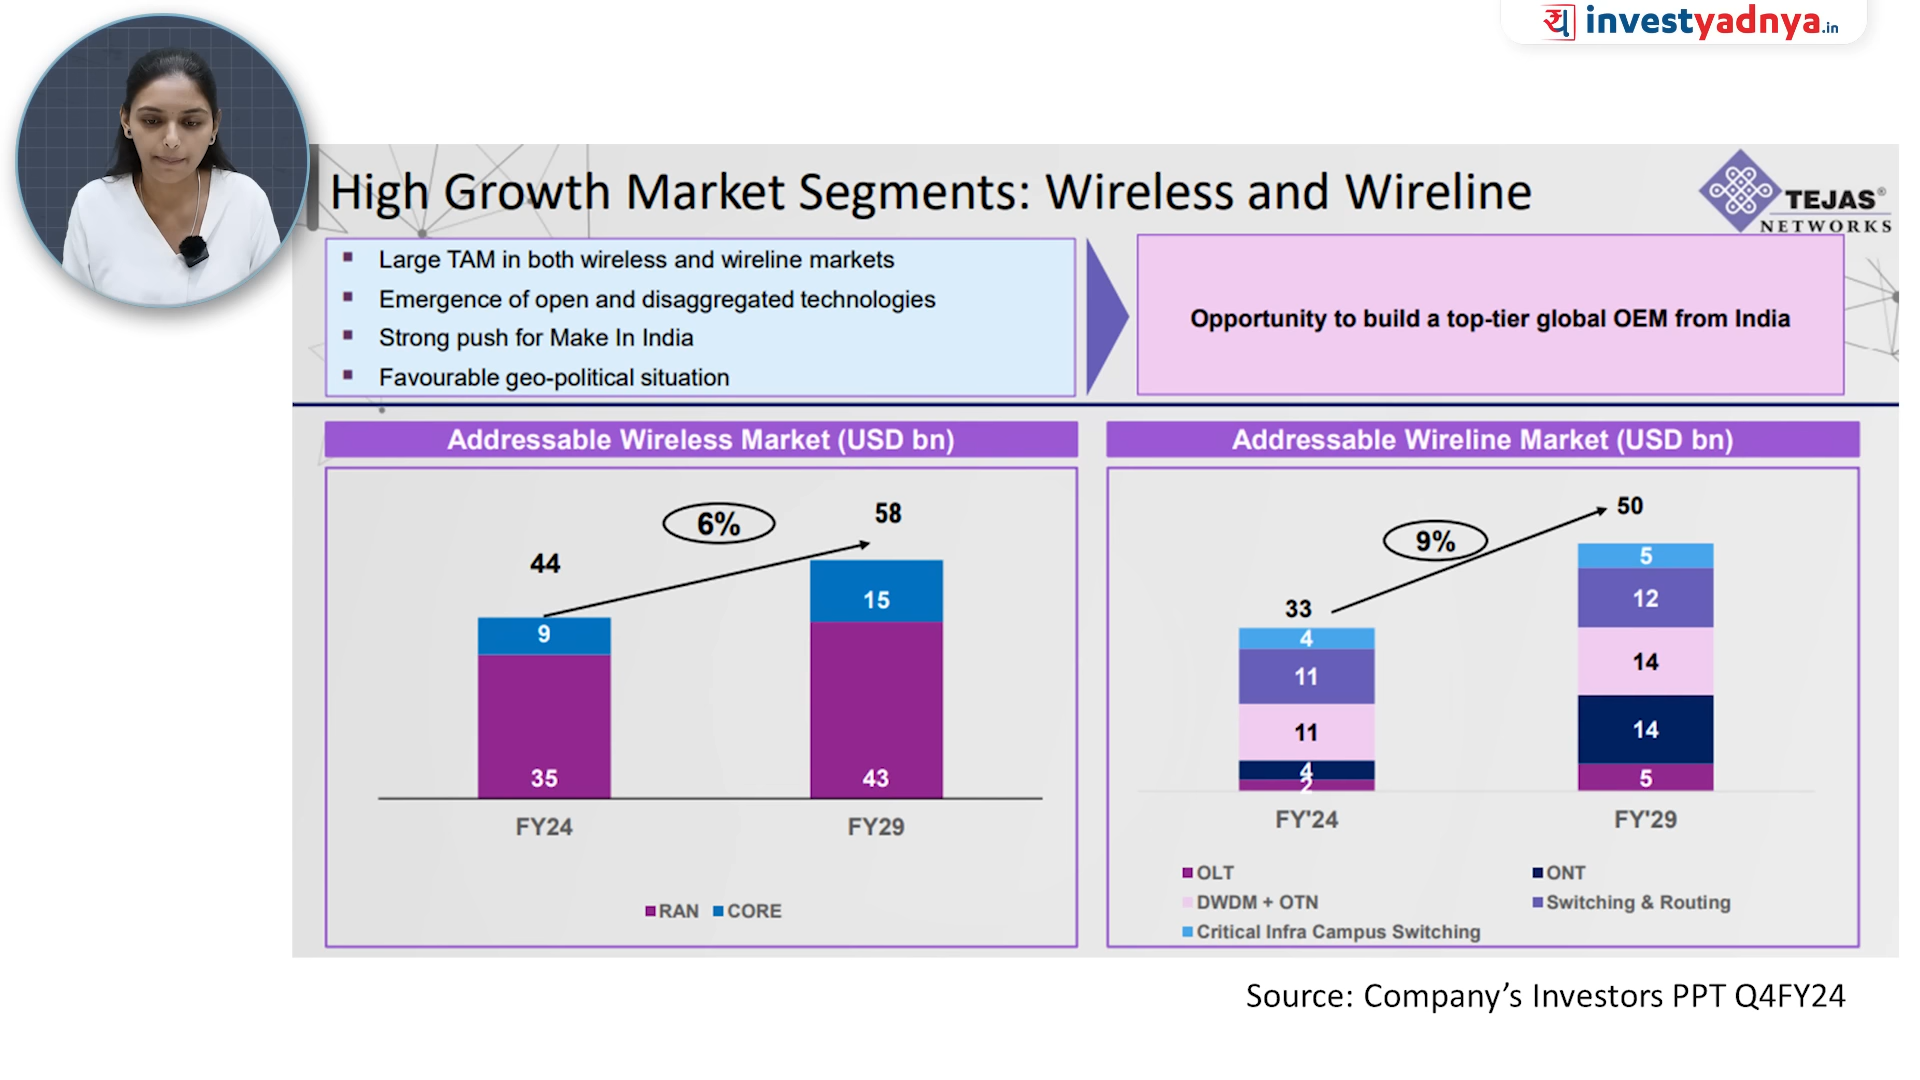 investyadnya.in
High Growth Market Segments: Wireless and Wireline
TEJAS®
NETWORKS
▪ Large TAM in both wireless and wireline markets
▪ Emergence of open and disaggregated technologies
▪ Strong push for Make In India
▪ Favourable geo-political situation
Opportunity to build a top-tier global OEM from India
Addressable Wireless Market (USD bn)
44
6%
58
9
15
35
43
FY24
FY29
RAN CORE
Addressable Wireline Market (USD bn)
33
9%
50
4
5
11
12
11
14
4
14
2
5
FY'24
FY'29
OLT
ONT
DWDM + OTN
Switching & Routing
Critical Infra Campus Switching
Source: Company’s Investors PPT Q4FY24